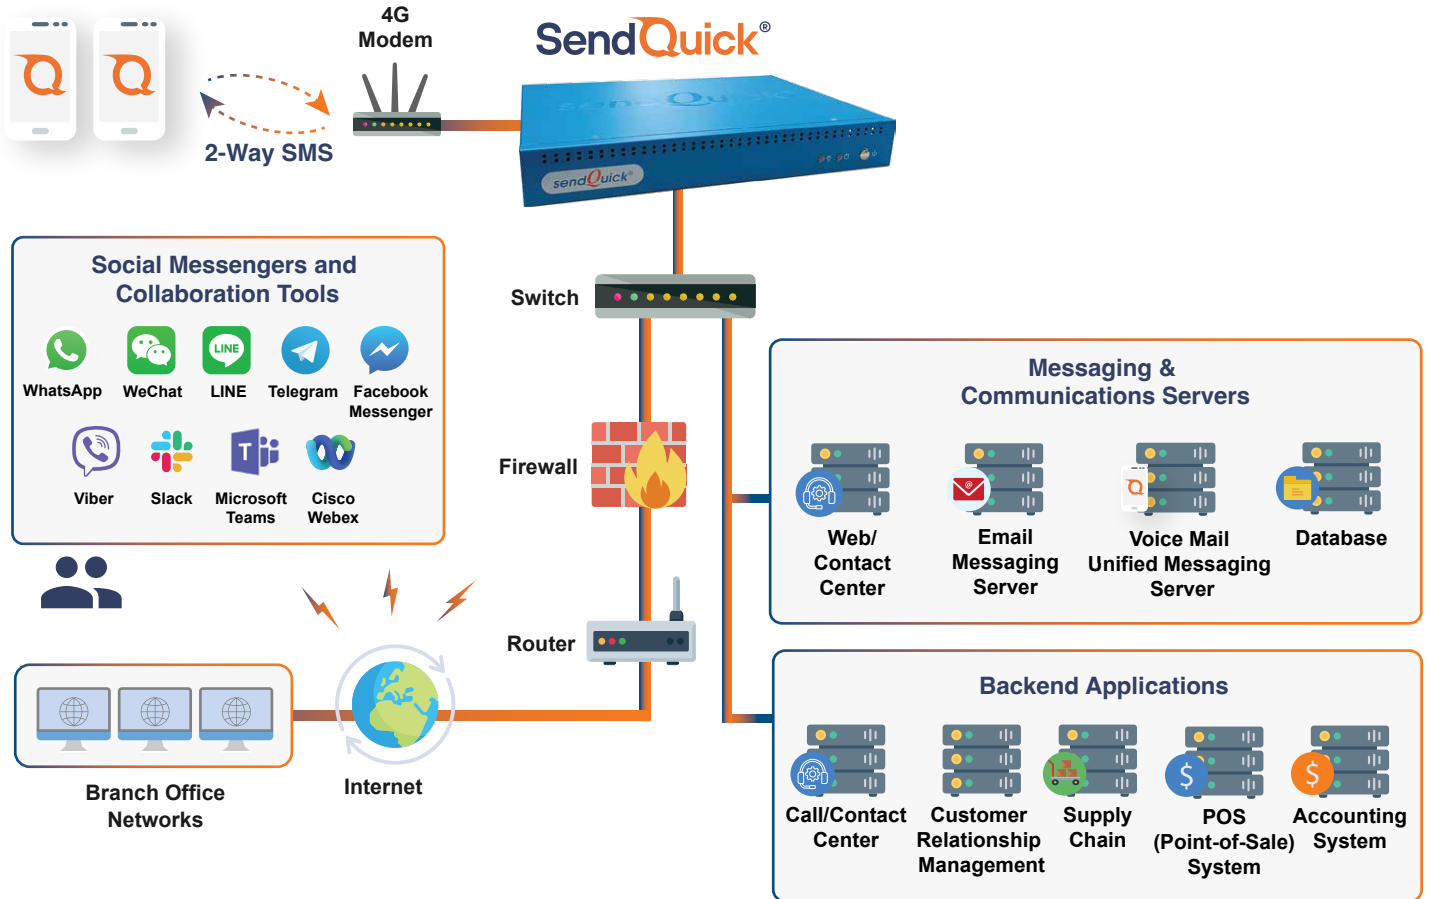 4G
Modem
SendQuick®
2-Way SMS
sendQuick
sendQuick®
Social Messengers and
Collaboration Tools
LINE
WhatsApp
WeChat
LINE
Telegram
Facebook
Messenger
T
Viber
Slack
Microsoft
Teams
Cisco
Webex
Switch
Firewall
Router
Internet
Branch Office
Networks
Messaging &
Communications Servers
@
Web/
Contact
Center
Email
Messaging
Server
Voice Mail
Unified Messaging
Server
Database
Backend Applications
$
$
Call/Contact
Center
Customer
Relationship
Management
Supply
Chain
POS
(Point-of-Sale)
System
Accounting
System